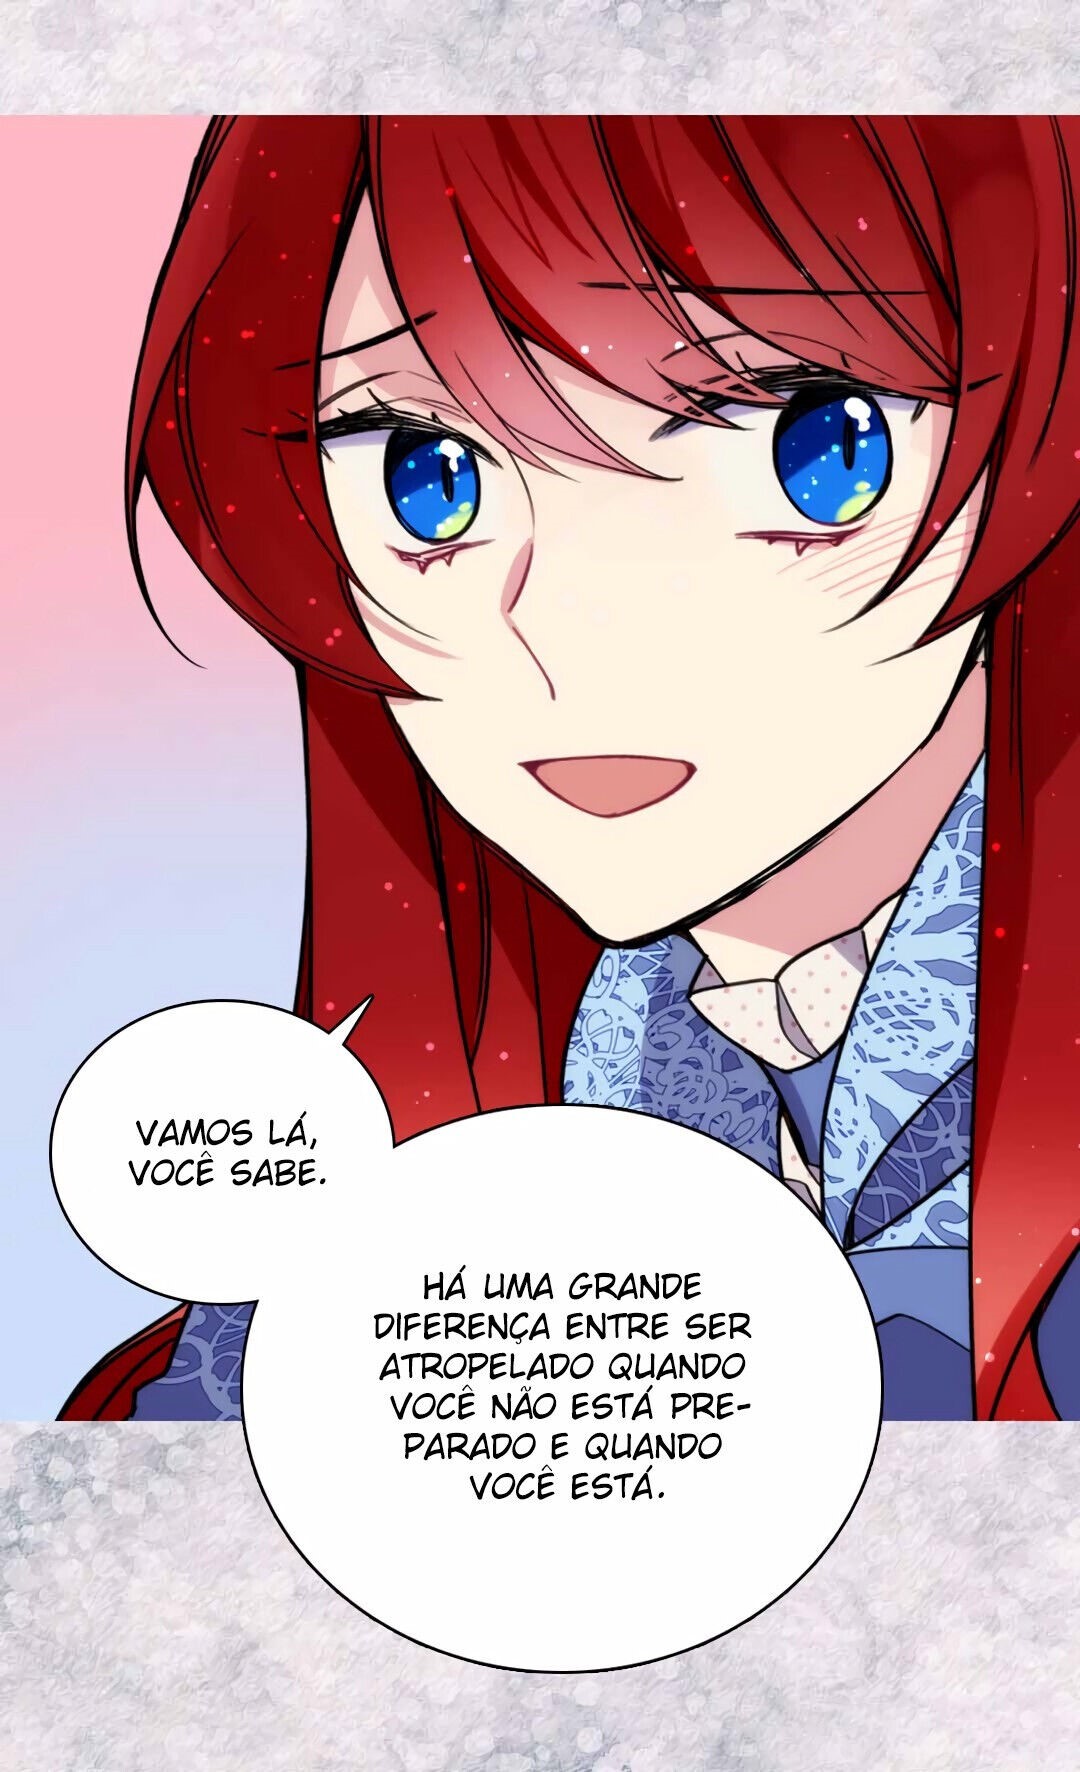 VAMOS LÁ,
VOCÊ SABE.
HÁ UMA GRANDE
DIFERENÇA ENTRE SER
ATROPELADO QUANDO
VOCÊ NÃO ESTÁ PRE-
PARADO E QUANDO
VOCÊ ESTÁ.